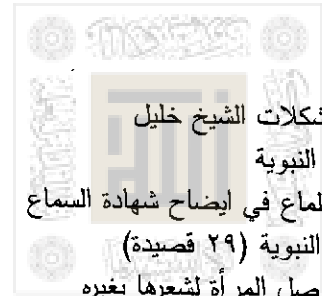 شكلات الشيخ خليل
النبوية
لماع في ايضاح شهادة السماع
النبوية (٢٩ قصيدة)
صل المرأة لشعرها بغيره